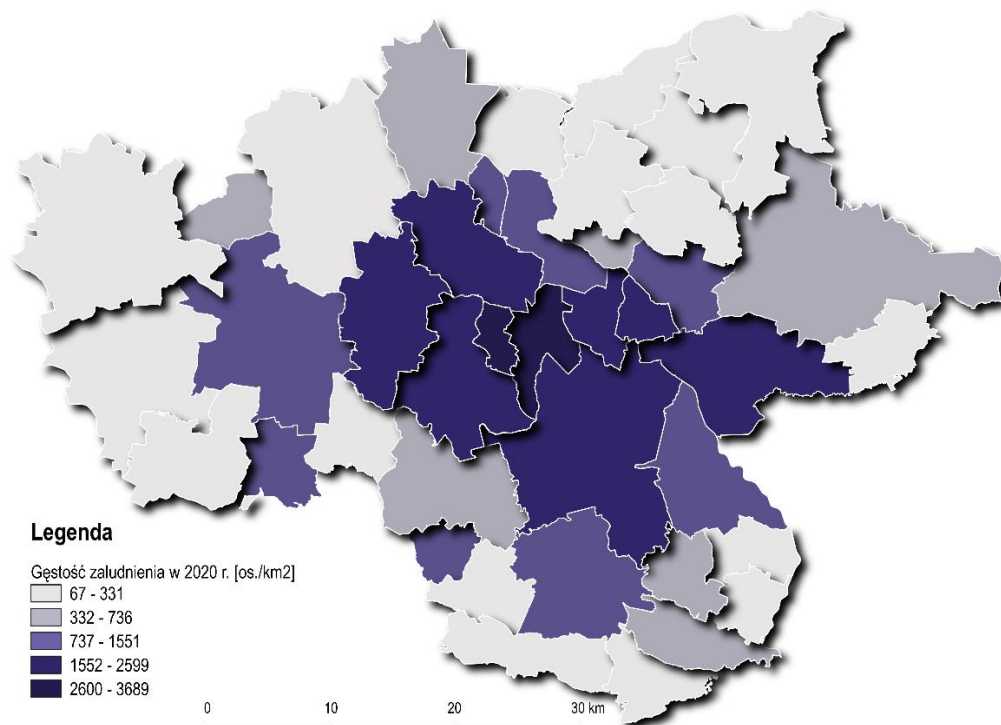 Legenda
Gęstość zaludnienia w 2020 r. [os./km2]
67 - 331
332 - 736
737 - 1551
1552 - 2599
2600 - 3689
0 10 20 30 km